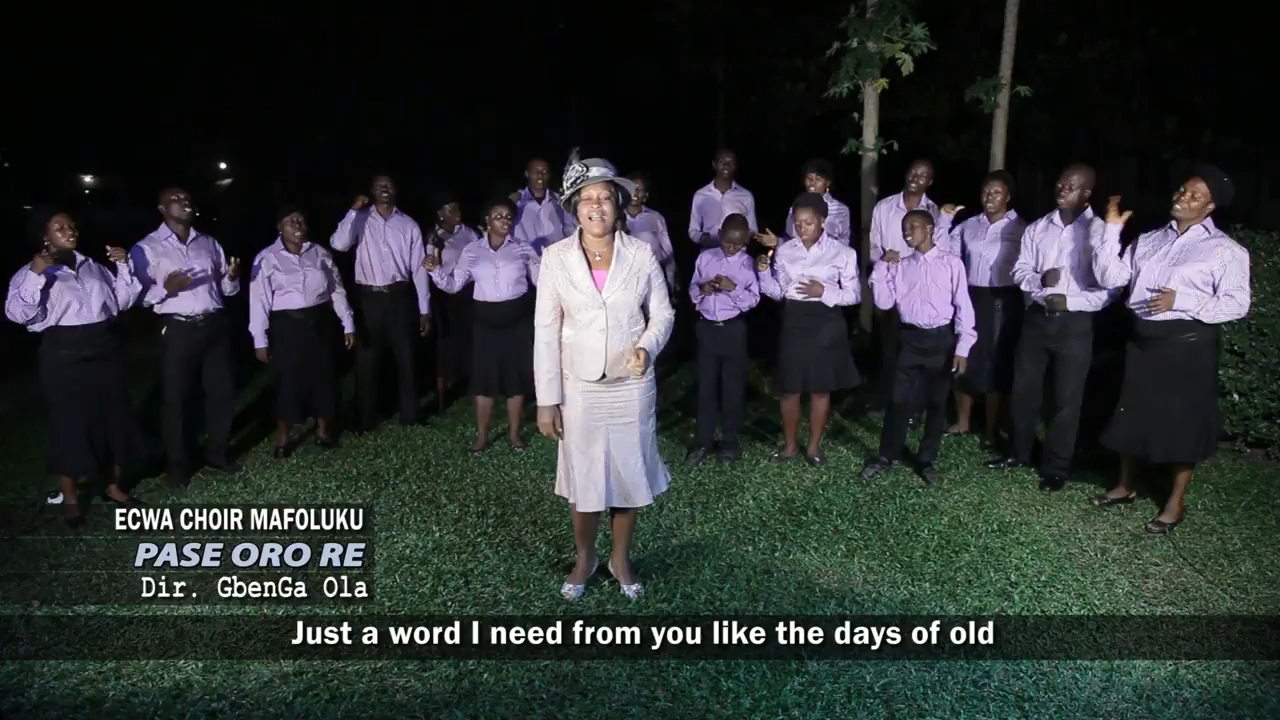 ECWA CHOIR MAFOLUKU
PASE ORO RE
Dir. GbenGa Ola
Just a word I need from you like the days of old